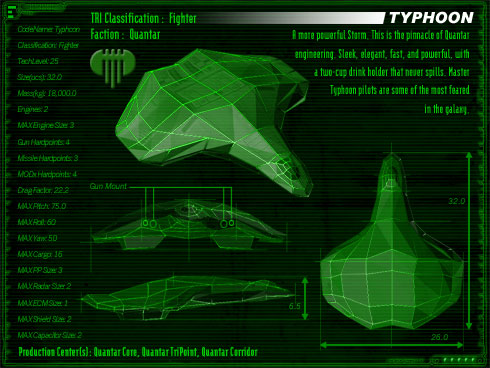 TYPHOON
TRI Classification : Fighter
Faction : Quantar
A more powerful Storm. This is the pinnacle of Quantar
engineering. Sleek, elegant, fast, and powerful, with
a two-cup drink holder that never spills. Master
Typhoon pilots are some of the most feared
in the galaxy.
CodeName: Typhoon
Classification: Fighter
TechLevel: 25
Size(pcs): 32.0
Mass(kg): 18,000.0
Engines: 2
MAX Engine Size: 3
Gun Hardpoints: 4
Missile Hardpoints: 3
MODx Hardpoints: 4
Drag Factor: 22.2
MAX Pitch: 75.0
MAX Roll: 60
MAX Yaw: 50
MAX Cargo: 16
MAX PP Size: 3
MAX Radar Size: 2
MAX ECM Size: 1
MAX Shield Size: 2
MAX Capacitor Size: 2
Gun Mount
32.0
6.5
26.0
Production Center(s): Quantar Core, Quantar TriPoint, Quantar Corridor